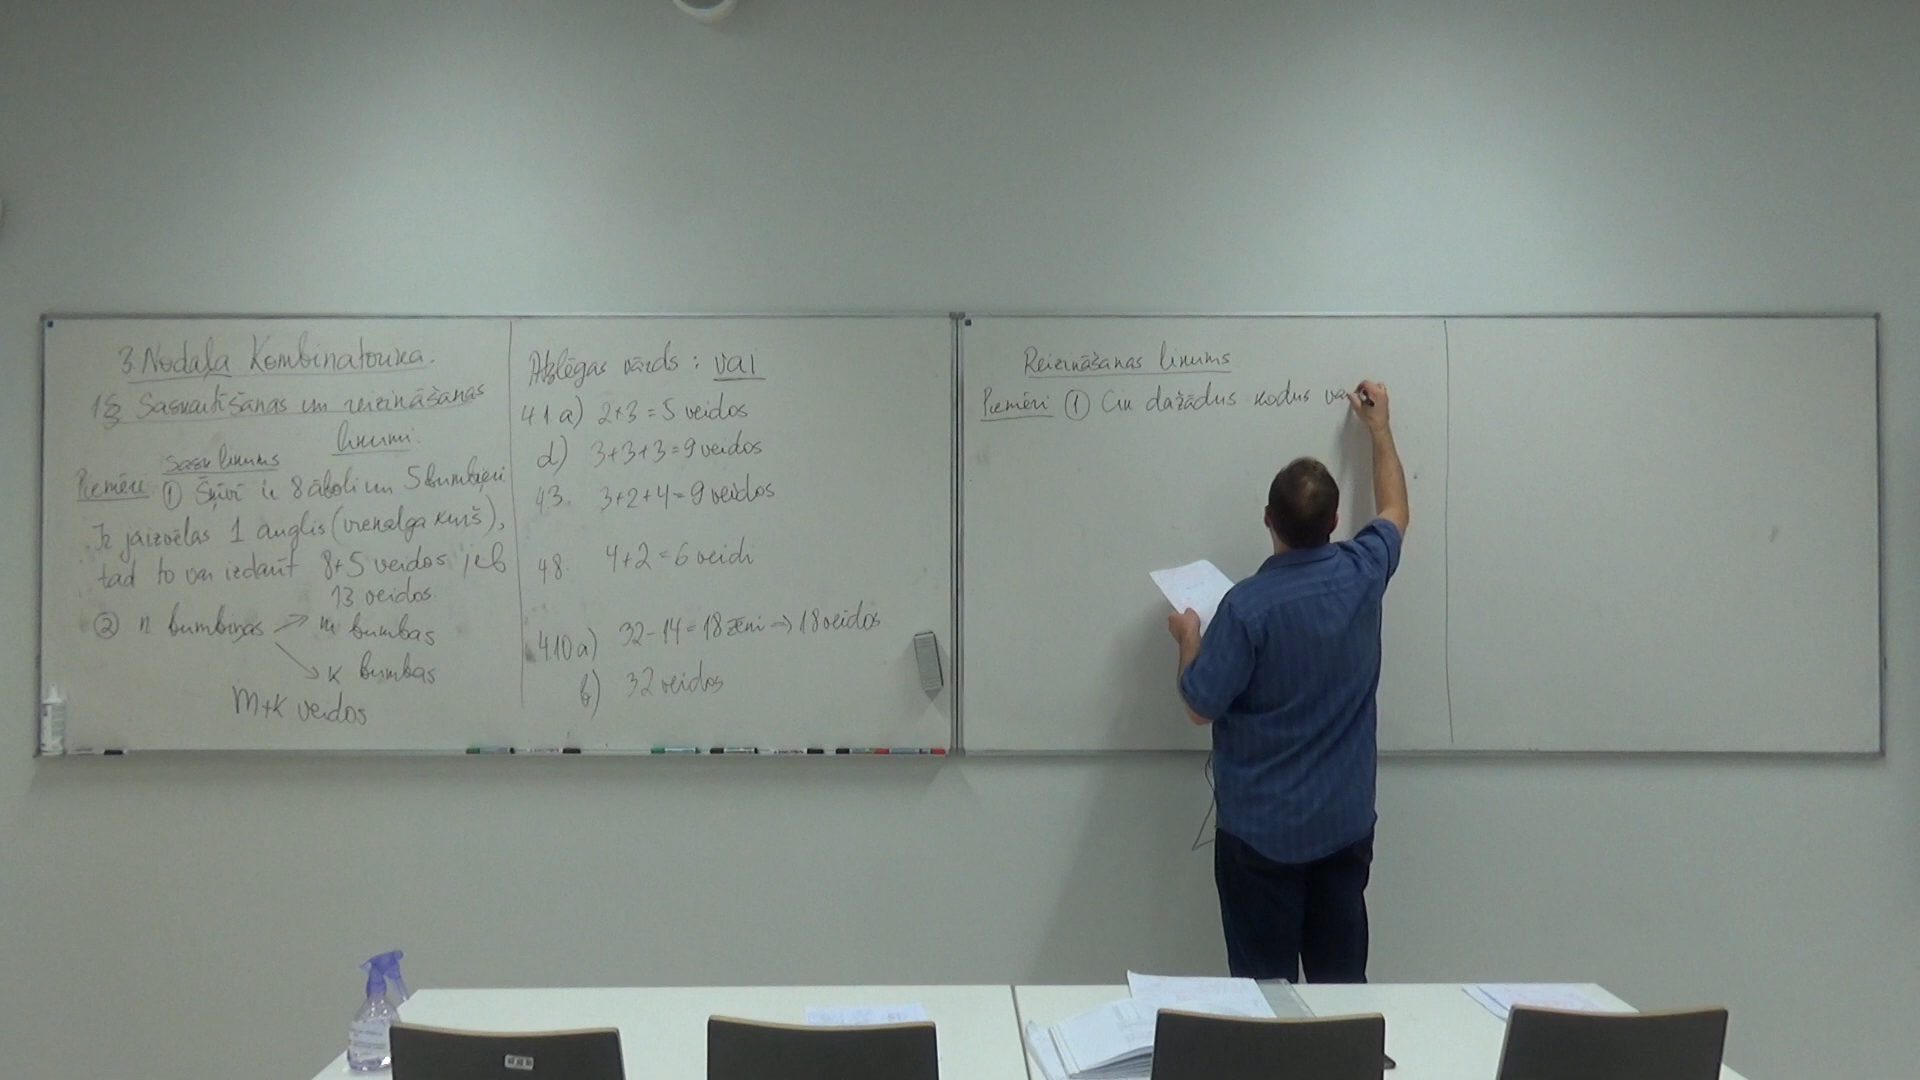 3. Nodaļa Kombinatorika.
1§ Saskaitīšanas un reizināšanas
likumi.
Sask likums
Piemēri ① Šķīvī ir 8 āboli un 5 bumbieri
Ir jāizvēlas 1 auglis (vienalga kurš),
tad to var izdarīt 8+5 veidos jeb
13 veidos.
② n bumbiņas → m bumbas
→ k bumbas
m+k veidos
Atslēgas vārds : vai
4.1 a) 2+3 = 5 veidos
d) 3+3+3 = 9 veidos
4.3. 3+2+4 = 9 veidos
4.8. 4+2 = 6 veidi
4.10 a) 32-14 = 18 zēni → 18 veidos
b) 32 veidos
Reizināšanas likums
Piemēri ① Cik dažādus kodus var